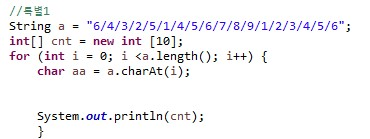 //특별1
String a = "6/4/3/2/5/1/4/5/6/7/8/9/1/2/3/4/5/6";
int[] cnt = new int [10];
for (int i = 0; i <a.length(); i++) {
char aa = a.charAt(i);
System.out.println(cnt);
}